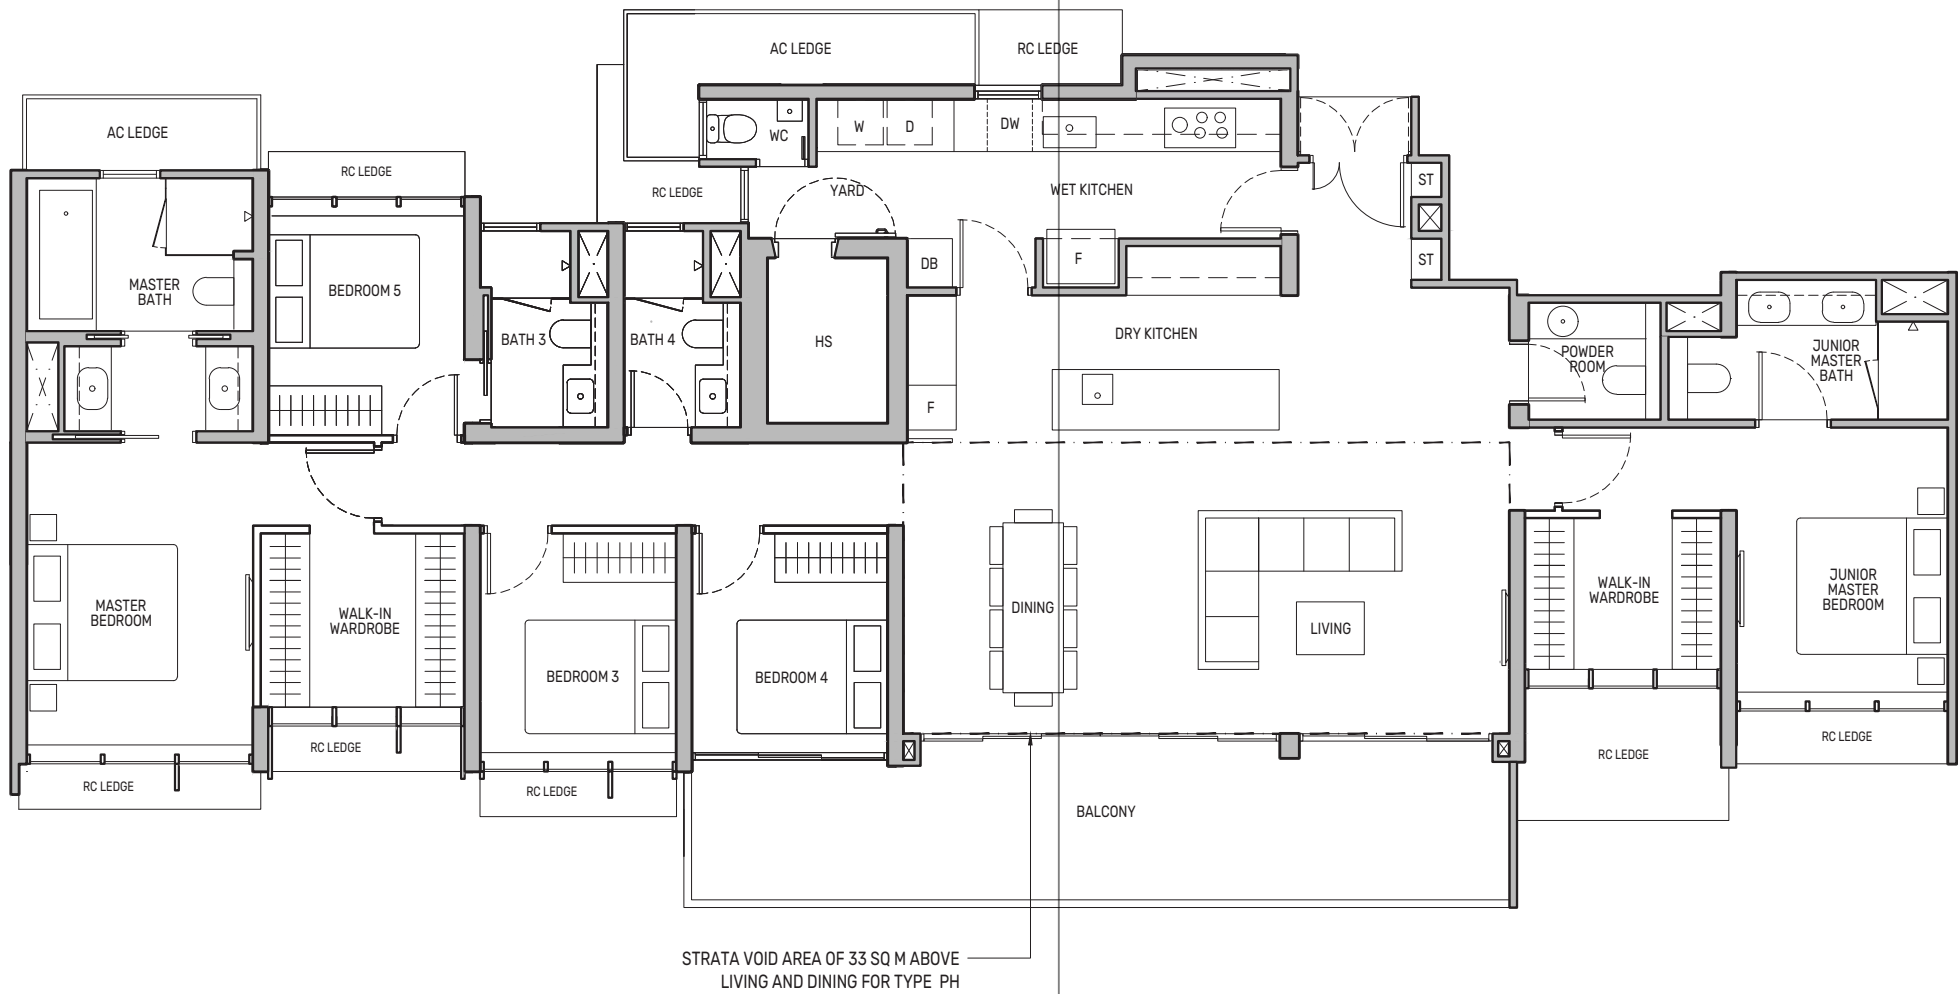 AC LEDGE
RC LEDGE
AC LEDGE
WC
W
D
DW
RC LEDGE
RC LEDGE
YARD
WET KITCHEN
ST
ST
MASTER
BATH
BEDROOM 5
DB
F
BATH 3
BATH 4
HS
DRY KITCHEN
POWDER
ROOM
JUNIOR
MASTER
BATH
F
MASTER
BEDROOM
WALK-IN
WARDROBE
BEDROOM 3
BEDROOM 4
DINING
LIVING
WALK-IN
WARDROBE
JUNIOR
MASTER
BEDROOM
RC LEDGE
RC LEDGE
RC LEDGE
BALCONY
RC LEDGE
RC LEDGE
STRATA VOID AREA OF 33 SQ M ABOVE
LIVING AND DINING FOR TYPE PH